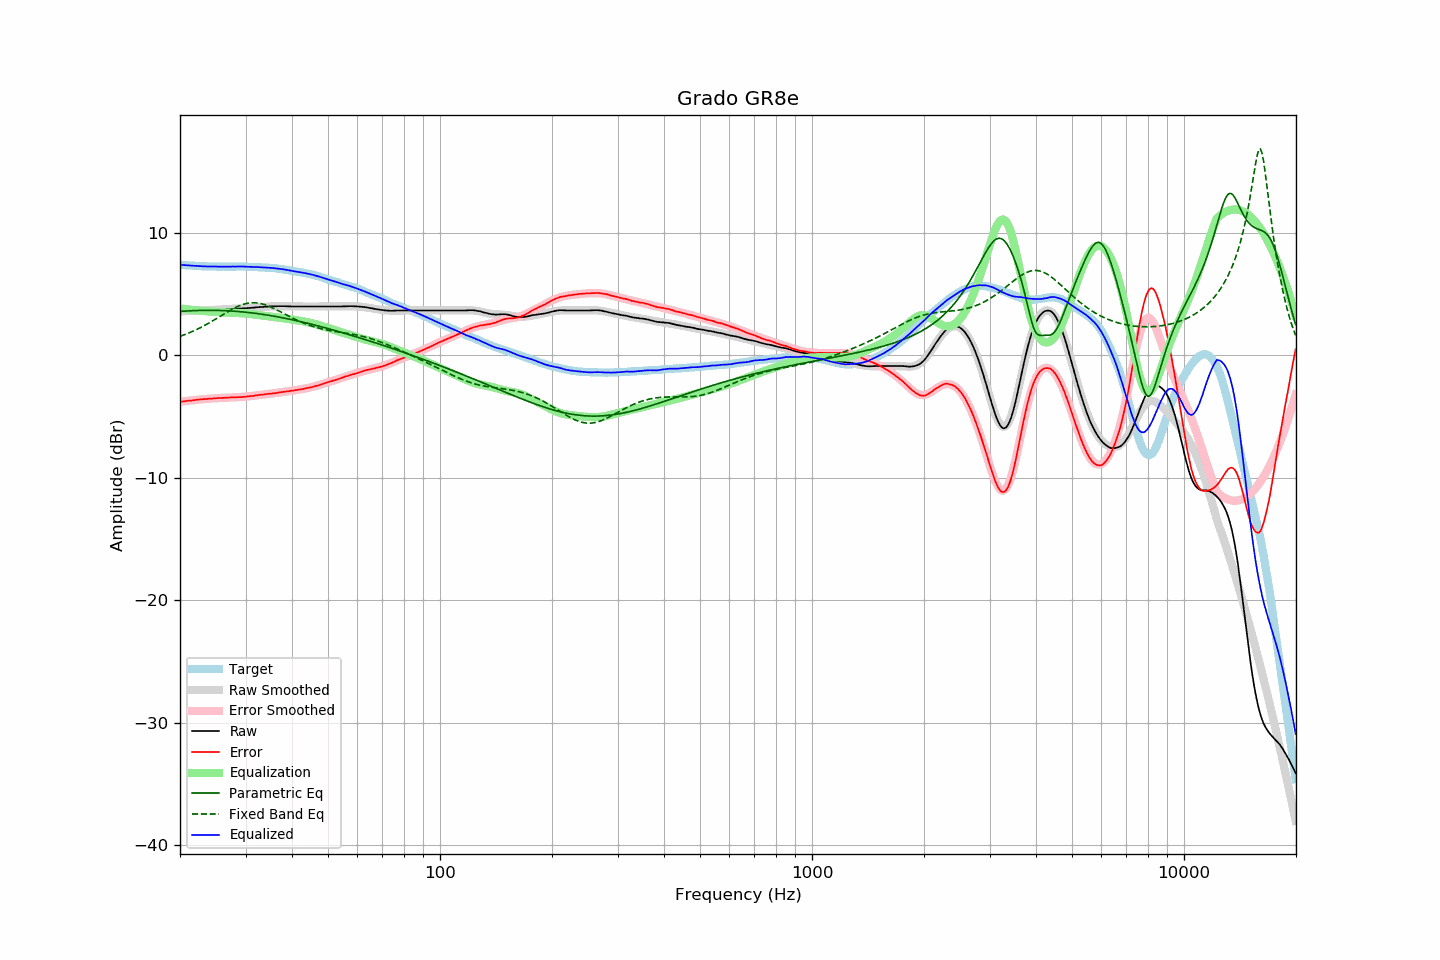 Grado GR8e
10
0
−10
−20
−30
−40
Amplitude (dBr)
Target
Raw Smoothed
Error Smoothed
Raw
Error
Equalization
Parametric Eq
Fixed Band Eq
Equalized
100
1000
10000
Frequency (Hz)